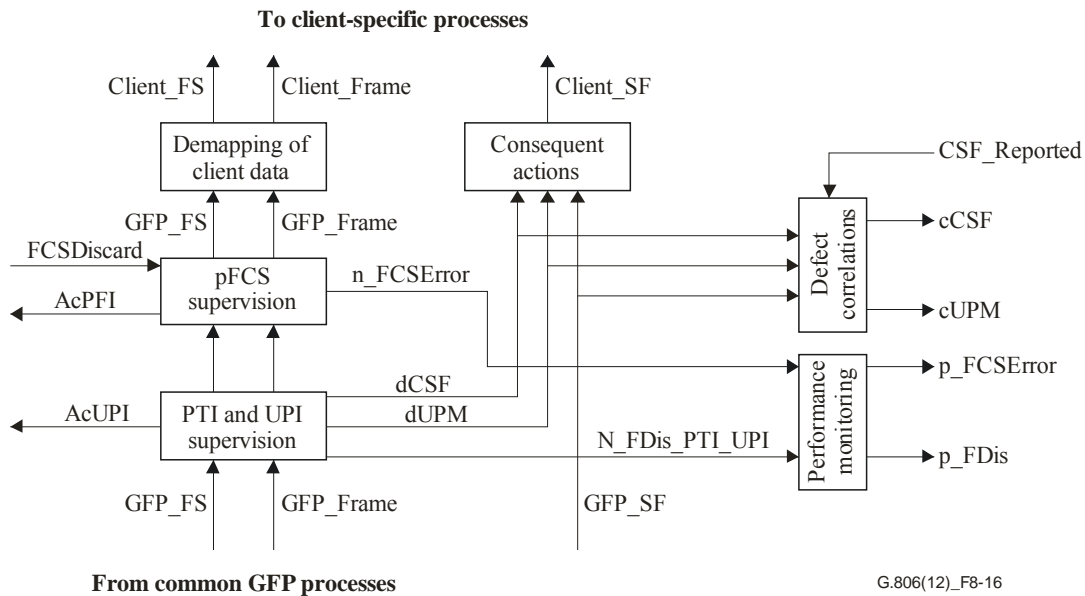 To client-specific processes
Client_FS
Client_Frame
Client_SF
Demapping of
client data
Consequent
actions
CSF_Reported
GFP_FS
GFP_Frame
cCSF
FCSDiscard
pFCS
supervision
n_FCSError
Defect
correlations
AcPFI
cUPM
dCSF
p_FCSError
AcUPI
PTI and UPI
supervision
dUPM
Performance
monitoring
N_FDis_PTI_UPI
p_FDis
GFP_FS
GFP_Frame
GFP_SF
From common GFP processes
G.806(12)_F8-16